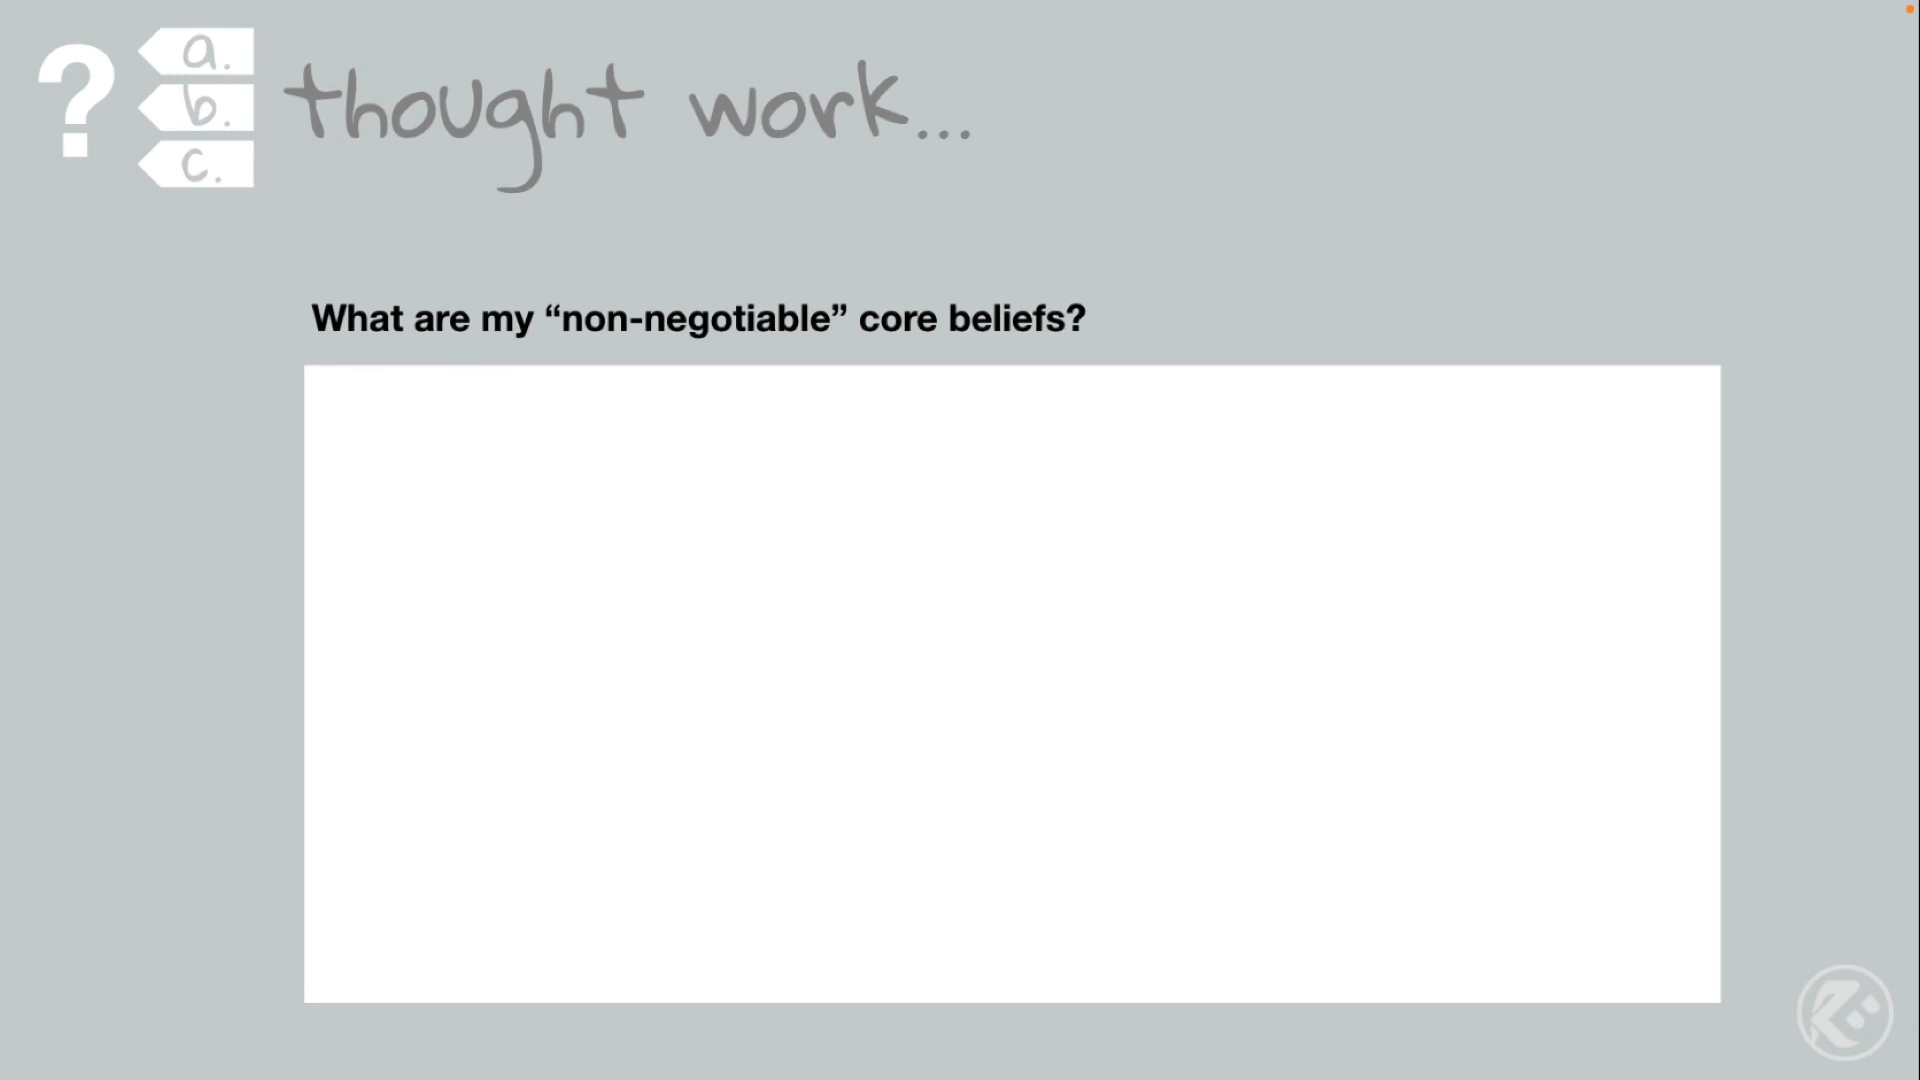 ?
a.
b.
c.
thought work...
What are my “non-negotiable” core beliefs?